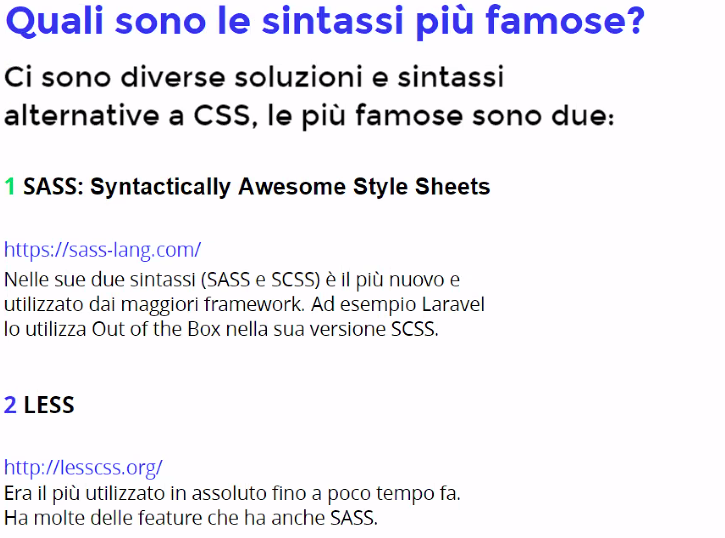 Quali sono le sintassi più famose?
Ci sono diverse soluzioni e sintassi
alternative a CSS, le più famose sono due:
1 SASS: Syntactically Awesome Style Sheets
https://sass-lang.com/
Nelle sue due sintassi (SASS e SCSS) è il più nuovo e
utilizzato dai maggiori framework. Ad esempio Laravel
lo utilizza Out of the Box nella sua versione SCSS.
2 LESS
http://lesscss.org/
Era il più utilizzato in assoluto fino a poco tempo fa.
Ha molte delle feature che ha anche SASS.